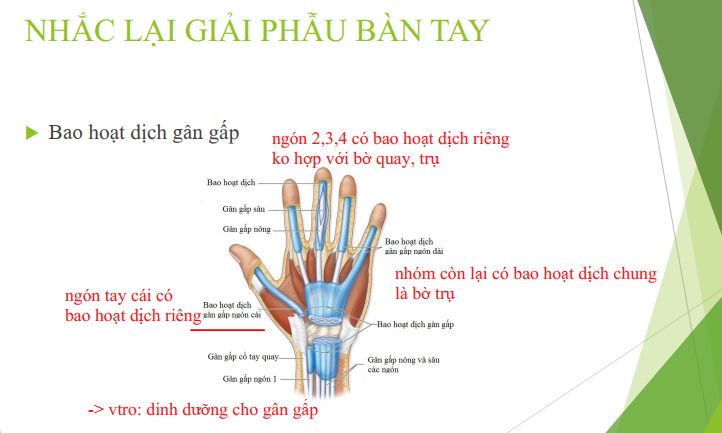 NHẮC LẠI GIẢI PHẪU BÀN TAY
Bao hoạt dịch gân gấp
ngón 2,3,4 có bao hoạt dịch riêng
ko hợp với bờ quay, trụ
Bao hoạt dịch
Gân gấp sâu
Gân gấp nông
Bao hoạt dịch
gân gấp ngón dài
nhóm còn lại có bao hoạt dịch chung
là bờ trụ
ngón tay cái có
bao hoạt dịch riêng
Bao hoạt dịch
gân gấp ngón cái
Bao hoạt dịch gân gấp
Gân gấp cổ tay quay
Gân gấp ngón 1
Gân gấp nông và sâu
các ngón
-> vtro: dinh dưỡng cho gân gấp